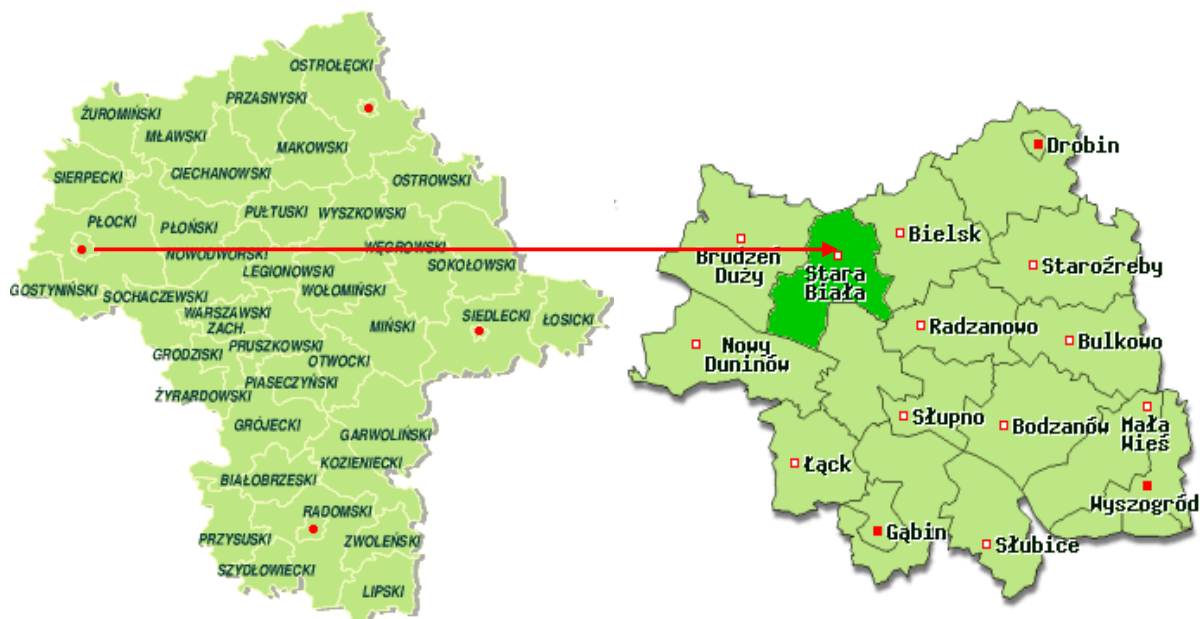 OSTROŁĘCKI
PRZASNYSKI
ŻUROMIŃSKI
MŁAWSKI
MAKOWSKI
CIECHANOWSKI
SIERPECKI
OSTROWSKI
PUŁTUSKI
WYSZKOWSKI
PŁOCKI
PŁOŃSKI
WĘGROWSKI
NOWODWORSKI
SOKOŁOWSKI
LEGIONOWSKI
GOSTYNIŃSKI
SOCHACZEWSKI
WOŁOMIŃSKI
WARSZAWSKI
ZACH.
MIŃSKI
SIEDLECKI
ŁOSICKI
PRUSZKOWSKI
GRODZISKI
OTWOCKI
PIASECZYŃSKI
ŻYRARDOWSKI
GRÓJECKI
GARWOLIŃSKI
KOZIENICKI
BIAŁOBRZESKI
RADOMSKI
PRZYSUSKI
ZWOLEŃSKI
SZYDŁOWIECKI
LIPSKI
Drobin
Bielsk
Brudzeń
Duży
Stara
Biała
Staroźreby
Radzanowo
Bulkowo
Nowy
Duninów
Słupno
Bodzanów
Mała
Wieś
Łąck
Wyszogród
Gąbin
Słubice